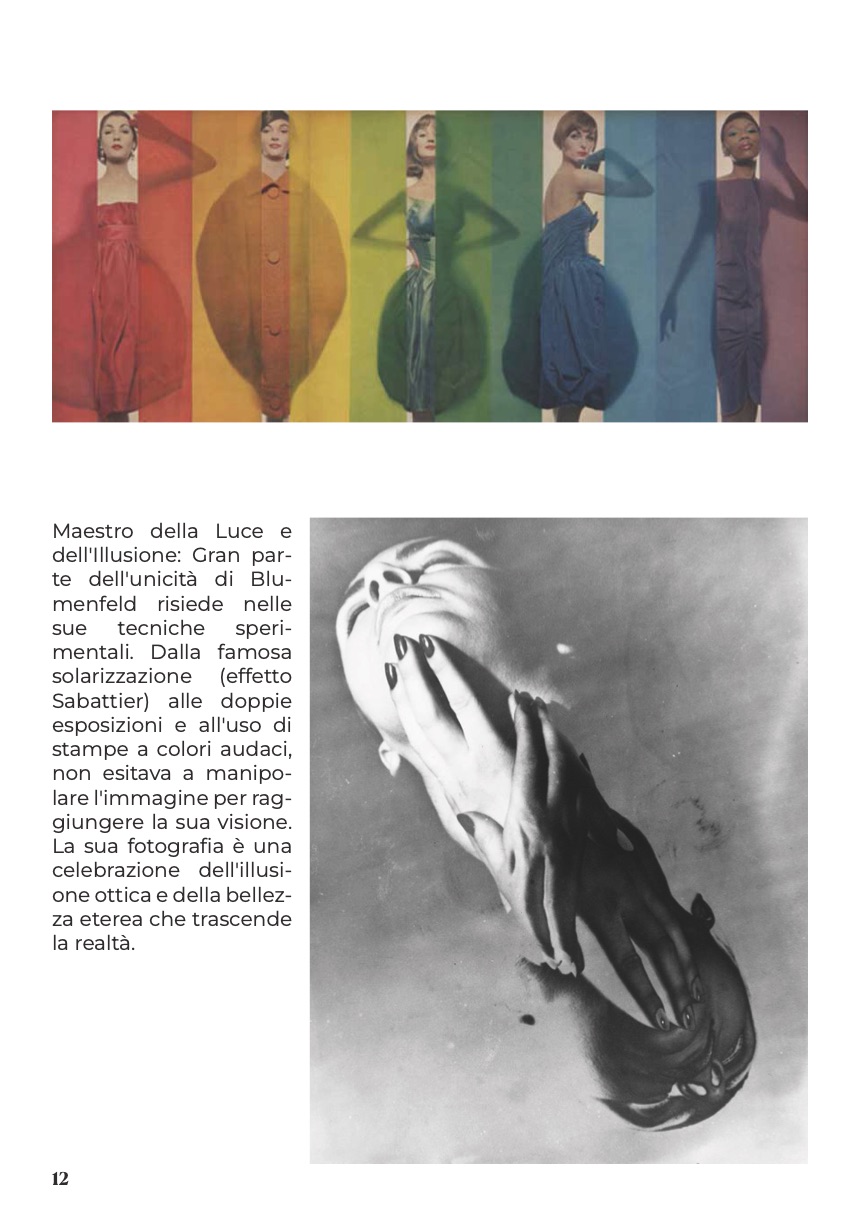 Maestro della Luce e
dell'Illusione: Gran par-
te dell'unicità di Blu-
menfeld risiede nelle
sue tecniche speri-
mentali. Dalla famosa
solarizzazione (effetto
Sabattier) alle doppie
esposizioni e all'uso di
stampe a colori audaci,
non esitava a manipo-
lare l'immagine per rag-
giungere la sua visione.
La sua fotografia è una
celebrazione dell'illusi-
one ottica e della bellez-
za eterea che trascende
la realtà.
12